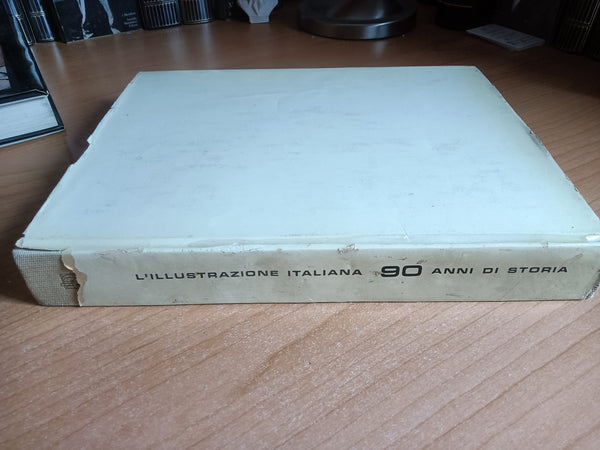 L'ILLUSTRAZIONE ITALIANA 90 ANNI DI STORIA